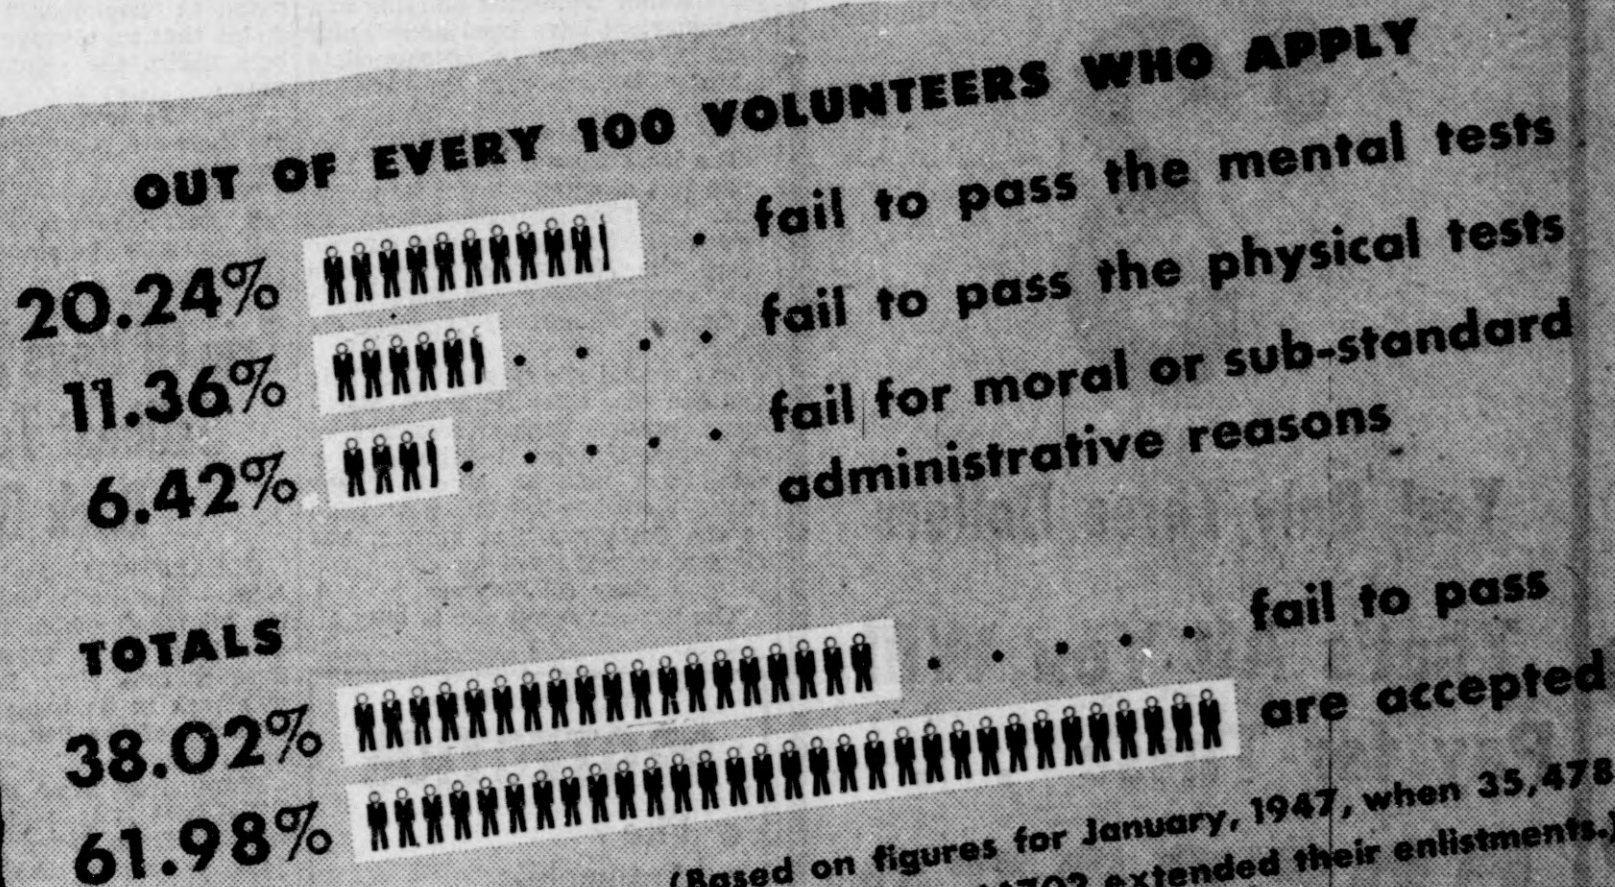 OUT OF EVERY 100 VOLUNTEERS WHO APPLY
20.24% . fail to pass the mental tests
11.36% . . . . fail to pass the physical tests
6.42% . . . . . fail for moral or sub-standard
administrative reasons
TOTALS
38.02% . . . . . fail to pass
61.98% are accepted
(Based on figures for January, 1947, when 35,478
extended their enlistments.)